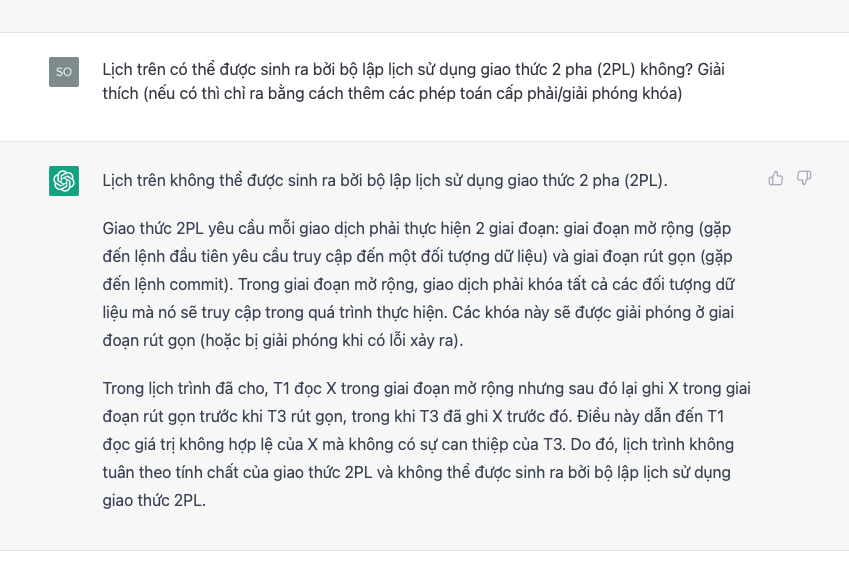 SO
Lịch trên có thể được sinh ra bởi bộ lập lịch sử dụng giao thức 2 pha (2PL) không? Giải
thích (nếu có thì chỉ ra bằng cách thêm các phép toán cấp phải/giải phóng khóa)
Lịch trên không thể được sinh ra bởi bộ lập lịch sử dụng giao thức 2 pha (2PL).
Giao thức 2PL yêu cầu mỗi giao dịch phải thực hiện 2 giai đoạn: giai đoạn mở rộng (gặp
đến lệnh đầu tiên yêu cầu truy cập đến một đối tượng dữ liệu) và giai đoạn rút gọn (gặp
đến lệnh commit). Trong giai đoạn mở rộng, giao dịch phải khóa tất cả các đối tượng dữ
liệu mà nó sẽ truy cập trong quá trình thực hiện. Các khóa này sẽ được giải phóng ở giai
đoạn rút gọn (hoặc bị giải phóng khi có lỗi xảy ra).
Trong lịch trình đã cho, T1 đọc X trong giai đoạn mở rộng nhưng sau đó lại ghi X trong giai
đoạn rút gọn trước khi T3 rút gọn, trong khi T3 đã ghi X trước đó. Điều này dẫn đến T1
đọc giá trị không hợp lệ của X mà không có sự can thiệp của T3. Do đó, lịch trình không
tuân theo tính chất của giao thức 2PL và không thể được sinh ra bởi bộ lập lịch sử dụng
giao thức 2PL.